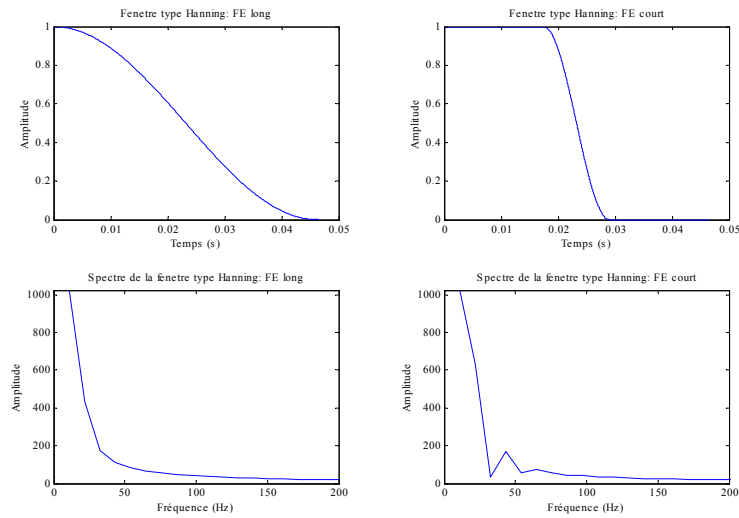 Fenetre type Hanning: FE long
Amplitude
1
0.8
0.6
0.4
0.2
0
0 0.01 0.02 0.03 0.04 0.05
Temps (s)
Fenetre type Hanning: FE court
Amplitude
1
0.8
0.6
0.4
0.2
0
0 0.01 0.02 0.03 0.04 0.05
Temps (s)
Spectre de la fenetre type Hanning: FE long
Amplitude
1000
800
600
400
200
0
0 50 100 150 200
Fréquence (Hz)
Spectre de la fenetre type Hanning: FE court
Amplitude
1000
800
600
400
200
0
0 50 100 150 200
Fréquence (Hz)